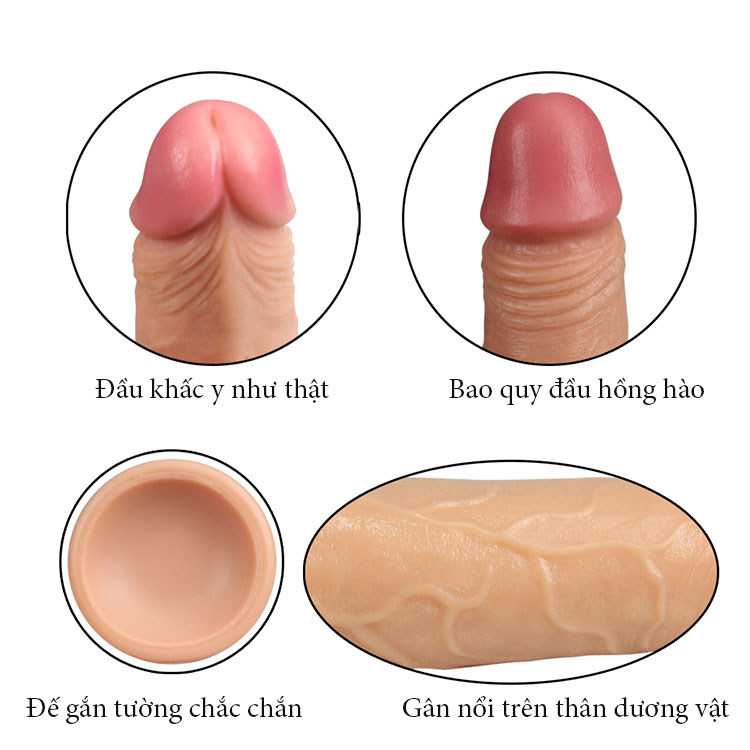 Đầu khấc y như thật
Bao quy đầu hồng hào
Đế gắn tường chắc chắn
Gân nổi trên thân dương vật